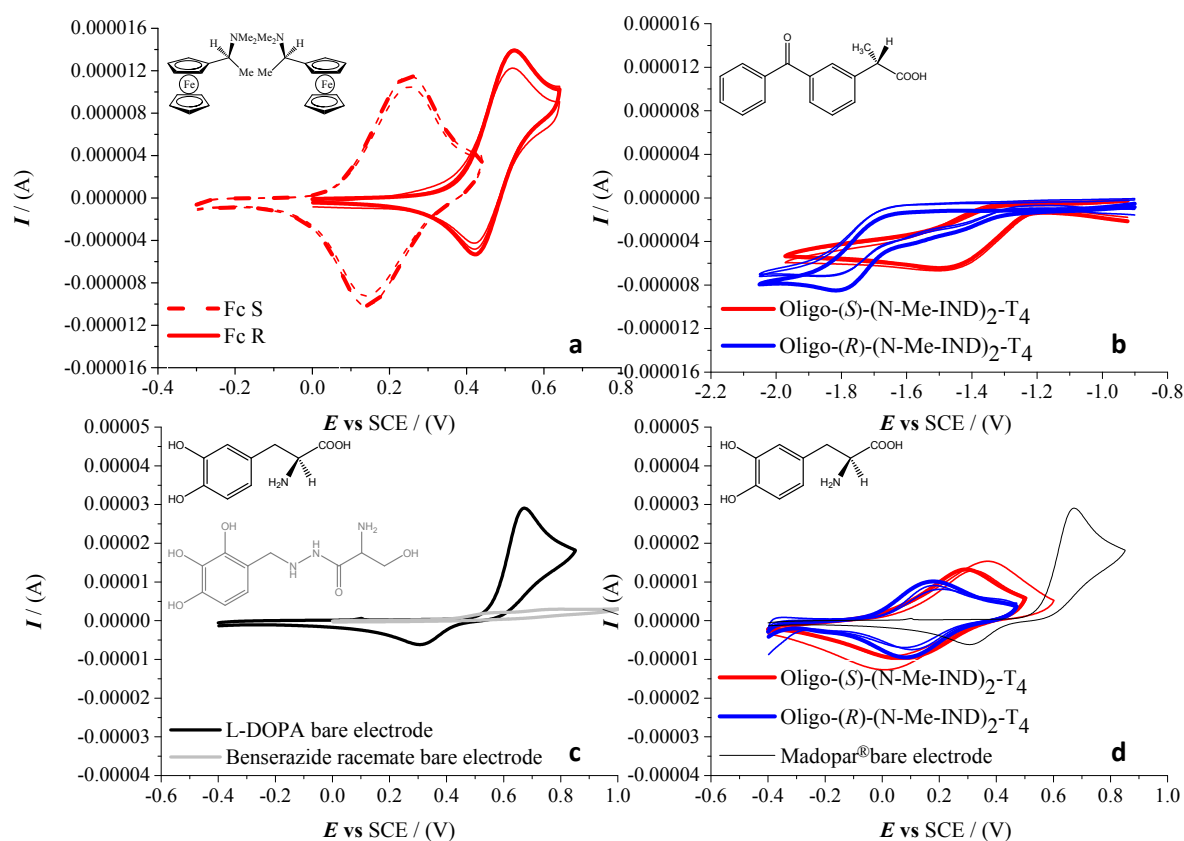 0.000016
0.000012
0.000008
0.000004
0.000000
-0.000004
-0.000008
-0.000012
-0.000016
I / (A)
NMe2 Me2N
H
H
Me
Me
Fe
Fe
Fc S
Fc R
a
-0.4 -0.2 0.0 0.2 0.4 0.6 0.8
E vs SCE / (V)
0.000016
0.000012
0.000008
0.000004
0.000000
-0.000004
-0.000008
-0.000012
-0.000016
I / (A)
O
H3C
H
COOH
Oligo-(S)-(N-Me-IND)2-T4
Oligo-(R)-(N-Me-IND)2-T4
b
-2.2 -2.0 -1.8 -1.6 -1.4 -1.2 -1.0 -0.8
E vs SCE / (V)
0.00005
0.00004
0.00003
0.00002
0.00001
0.00000
-0.00001
-0.00002
-0.00003
-0.00004
I / (A)
HO
COOH
HO
H2N
H
OH
HO
HO
OH
N
H
H
N
O
NH2
OH
L-DOPA bare electrode
Benserazide racemate bare electrode
c
-0.6 -0.4 -0.2 0.0 0.2 0.4 0.6 0.8 1.0
E vs SCE / (V)
0.00005
0.00004
0.00003
0.00002
0.00001
0.00000
-0.00001
-0.00002
-0.00003
-0.00004
I / (A)
HO
COOH
HO
H2N
H
Oligo-(S)-(N-Me-IND)2-T4
Oligo-(R)-(N-Me-IND)2-T4
Madopar®bare electrode
d
-0.6 -0.4 -0.2 0.0 0.2 0.4 0.6 0.8 1.0
E vs SCE / (V)